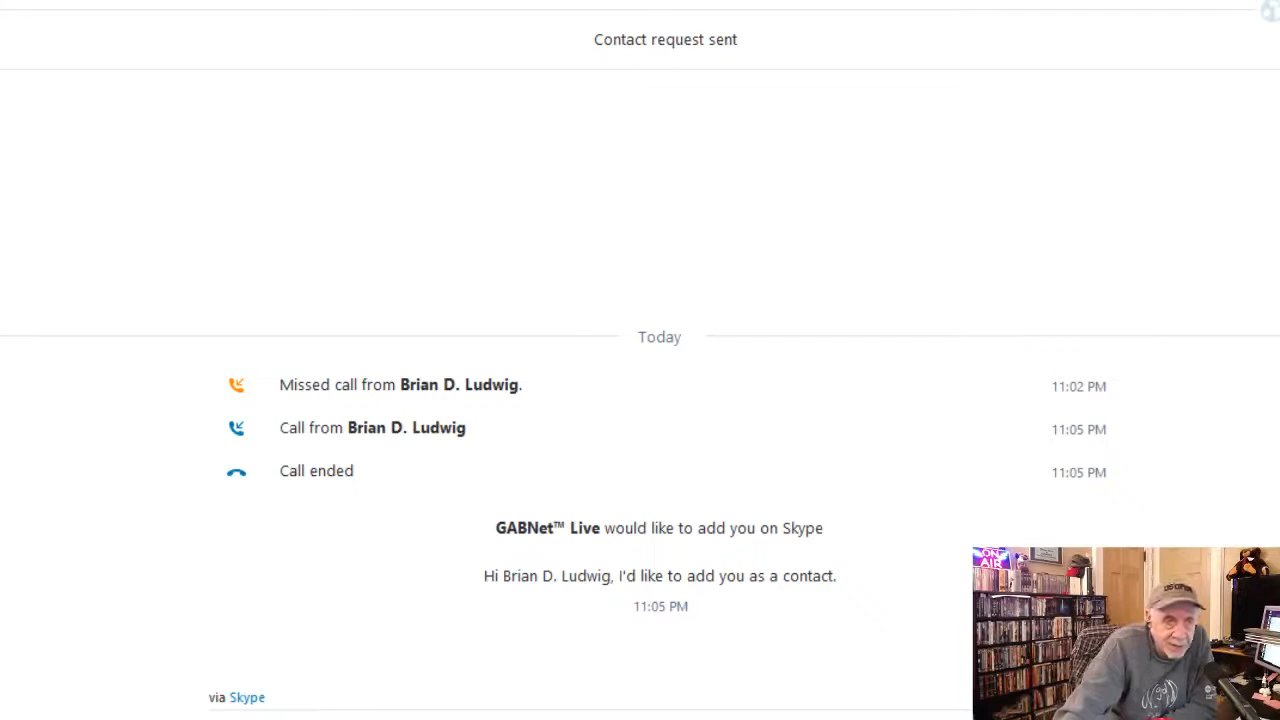 Contact request sent
Today
Missed call from Brian D. Ludwig.
11:02 PM
Call from Brian D. Ludwig
11:05 PM
Call ended
11:05 PM
GABNet™ Live would like to add you on Skype
Hi Brian D. Ludwig, I'd like to add you as a contact.
11:05 PM
ON
AIR
via Skype